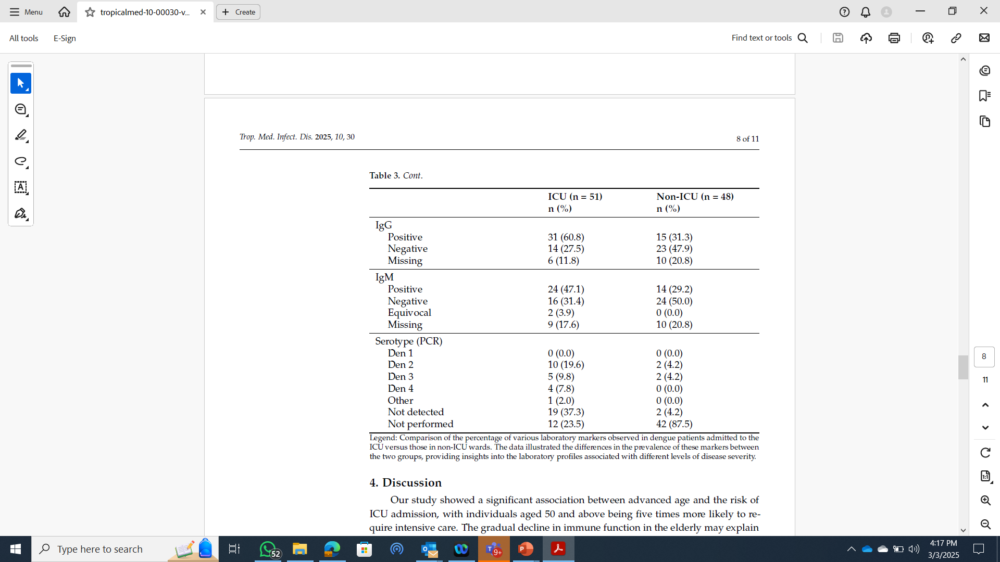 Menu
tropicalmed-10-00030-v...
Create
All tools
E-Sign
Find text or tools
Trop. Med. Infect. Dis. 2025, 10, 30
8 of 11
Table 3. Cont.
ICU (n = 51) Non-ICU (n = 48)
n (%) n (%)
IgG
Positive 31 (60.8) 15 (31.3)
Negative 14 (27.5) 23 (47.9)
Missing 6 (11.8) 10 (20.8)
IgM
Positive 24 (47.1) 14 (29.2)
Negative 16 (31.4) 24 (50.0)
Equivocal 2 (3.9) 0 (0.0)
Missing 9 (17.6) 10 (20.8)
Serotype (PCR)
Den 1 0 (0.0) 0 (0.0)
Den 2 10 (19.6) 2 (4.2)
Den 3 5 (9.8) 2 (4.2)
Den 4 4 (7.8) 0 (0.0)
Other 1 (2.0) 0 (0.0)
Not detected 19 (37.3) 2 (4.2)
Not performed 12 (23.5) 42 (87.5)
Legend: Comparison of the percentage of various laboratory markers observed in dengue patients admitted to the
ICU versus those in non-ICU wards. The data illustrated the differences in the prevalence of these markers between
the two groups, providing insights into the laboratory profiles associated with different levels of disease severity.
4. Discussion
Our study showed a significant association between advanced age and the risk of
ICU admission, with individuals aged 50 and above being five times more likely to re-
quire intensive care. The gradual decline in immune function in the elderly may explain
8
11
1:1
Type here to search
52
9+
4:17 PM
3/3/2025